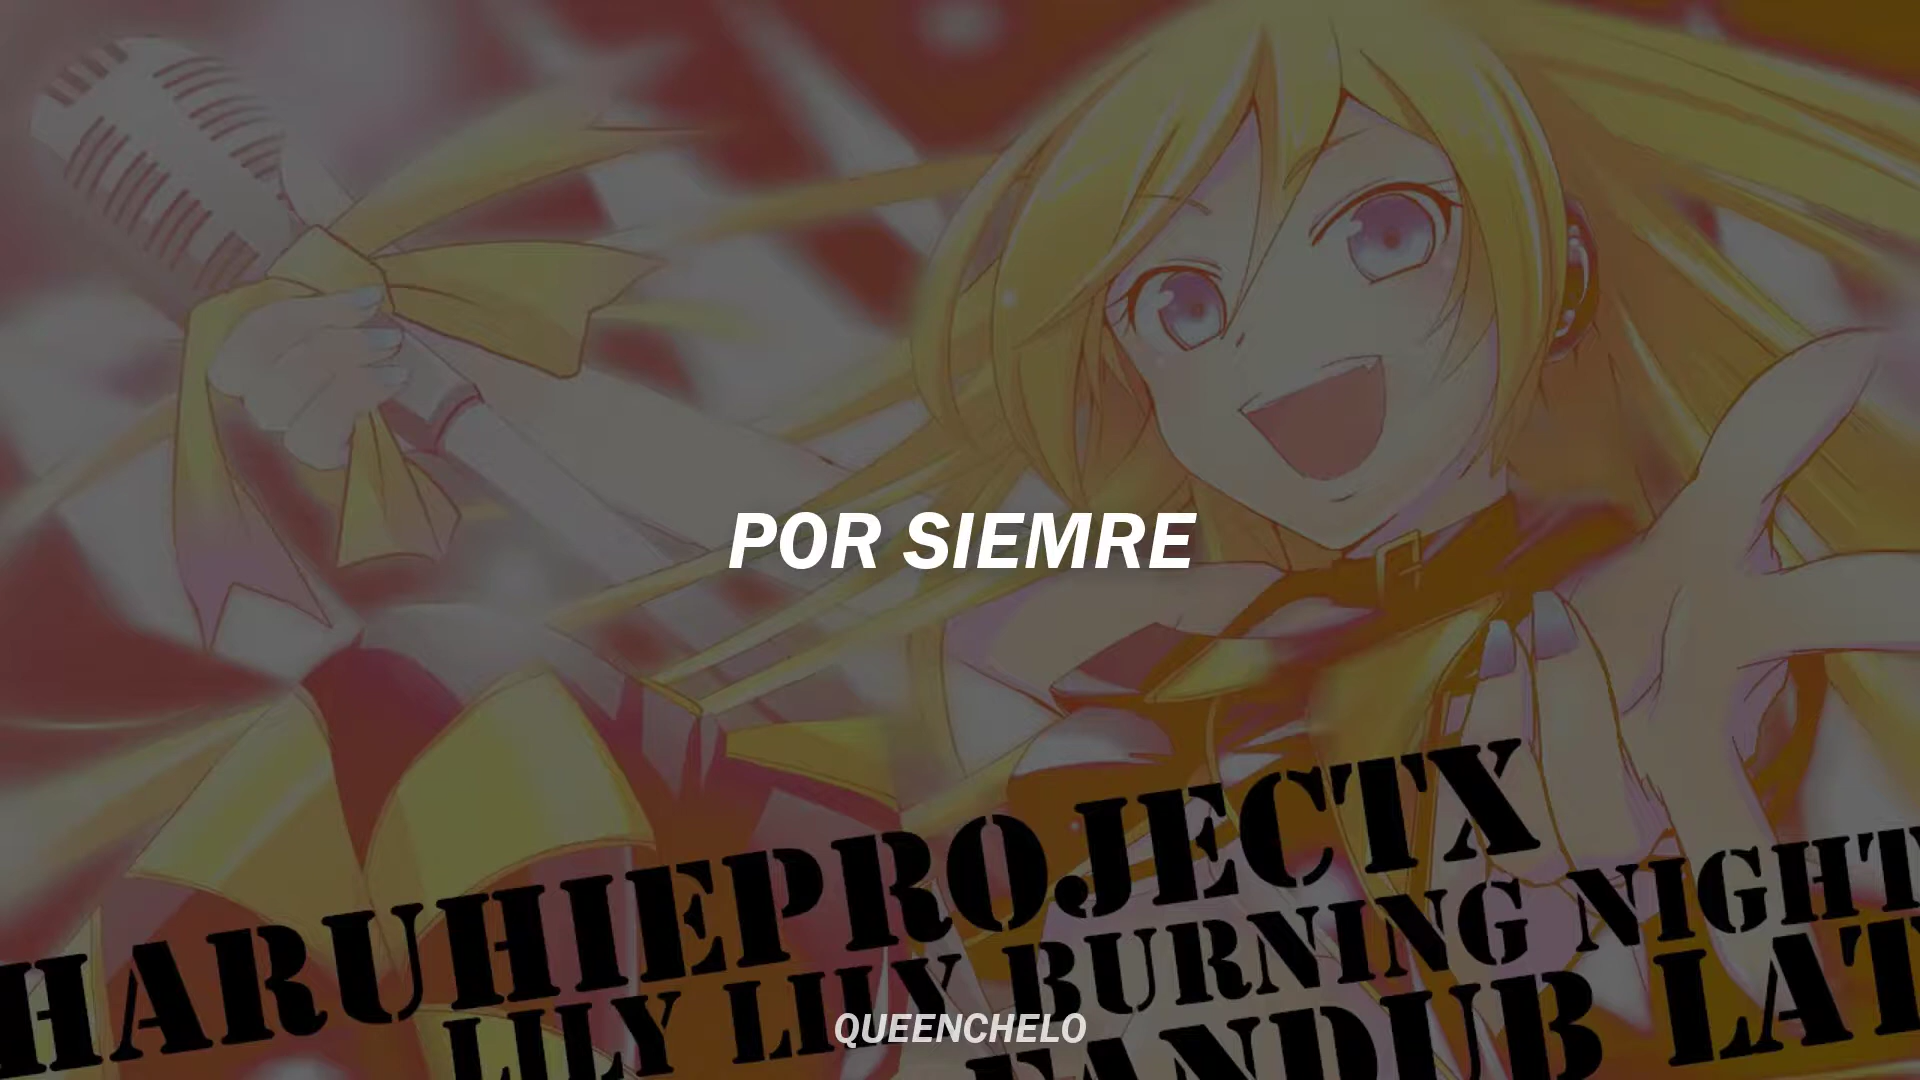 POR SIEMRE
HARUHIEPROJECTX
LILY LILY BURNING NIGHT
QUEENCHELO
FANDUB LAT